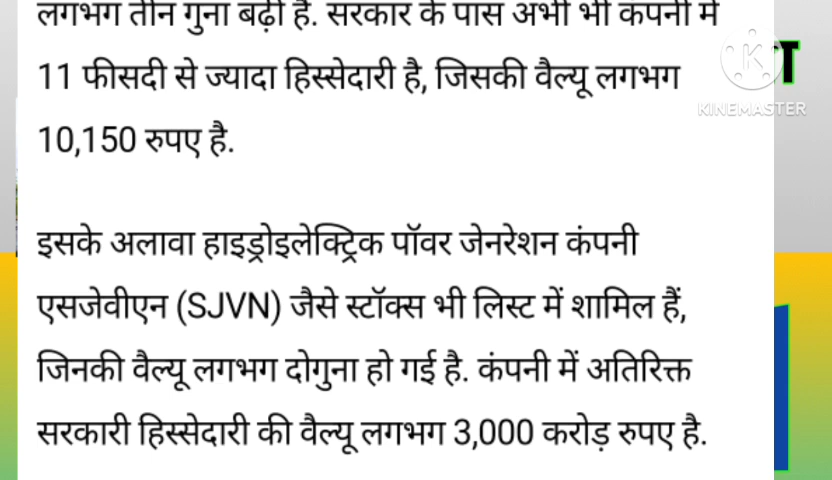 लगभग तीन गुना बढ़ी है. सरकार के पास अभी भी कंपनी में
11 फीसदी से ज्यादा हिस्सेदारी है, जिसकी वैल्यू लगभग
10,150 रुपए है.
इसके अलावा हाइड्रोइलेक्ट्रिक पॉवर जेनरेशन कंपनी
एसजेवीएन (SJVN) जैसे स्टॉक्स भी लिस्ट में शामिल हैं,
जिनकी वैल्यू लगभग दोगुना हो गई है. कंपनी में अतिरिक्त
सरकारी हिस्सेदारी की वैल्यू लगभग 3,000 करोड़ रुपए है.
K
KINEMASTER
T